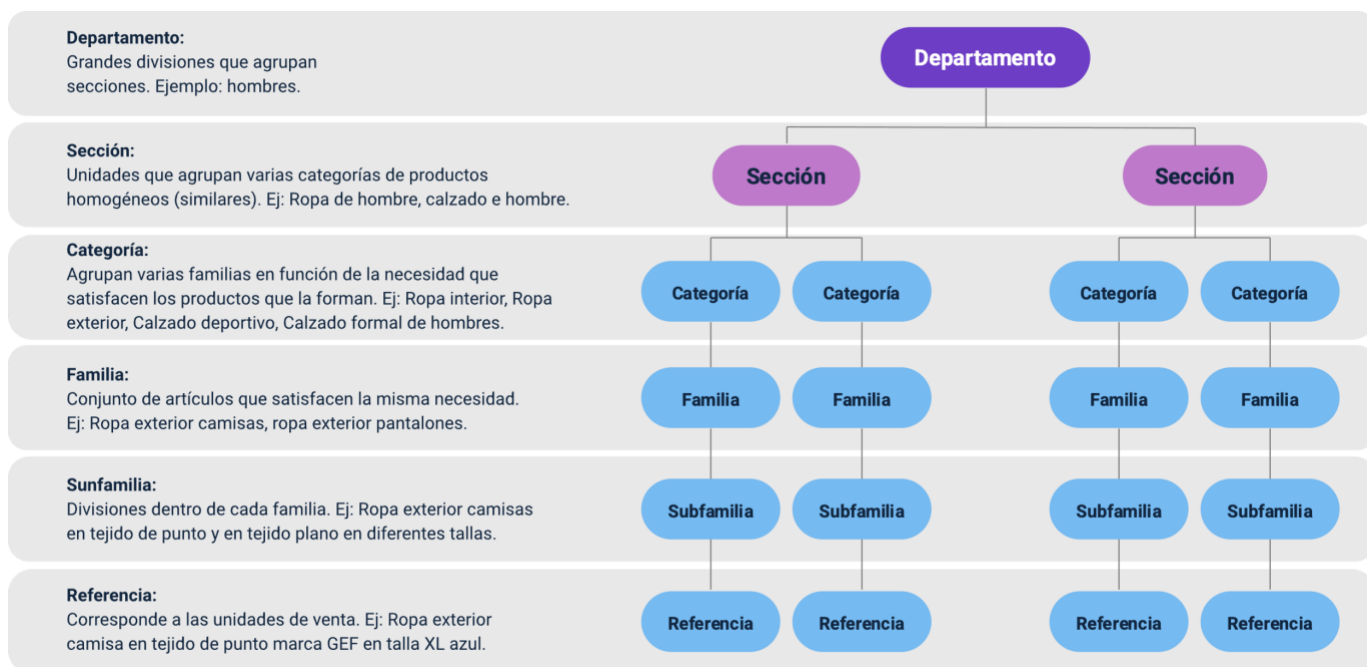 Departamento:
Grandes divisiones que agrupan
secciones. Ejemplo: hombres.
Departamento
Sección:
Unidades que agrupan varias categorías de productos
homogéneos (similares). Ej: Ropa de hombre, calzado e hombre.
Sección
Sección
Categoría:
Agrupan varias familias en función de la necesidad que
satisfacen los productos que la forman. Ej: Ropa interior, Ropa
exterior, Calzado deportivo, Calzado formal de hombres.
Categoría
Categoría
Categoría
Categoría
Familia:
Conjunto de artículos que satisfacen la misma necesidad.
Ej: Ropa exterior camisas, ropa exterior pantalones.
Familia
Familia
Familia
Familia
Sunfamilia:
Divisiones dentro de cada familia. Ej: Ropa exterior camisas
en tejido de punto y en tejido plano en diferentes tallas.
Subfamilia
Subfamilia
Subfamilia
Subfamilia
Referencia:
Corresponde a las unidades de venta. Ej: Ropa exterior
camisa en tejido de punto marca GEF en talla XL azul.
Referencia
Referencia
Referencia
Referencia